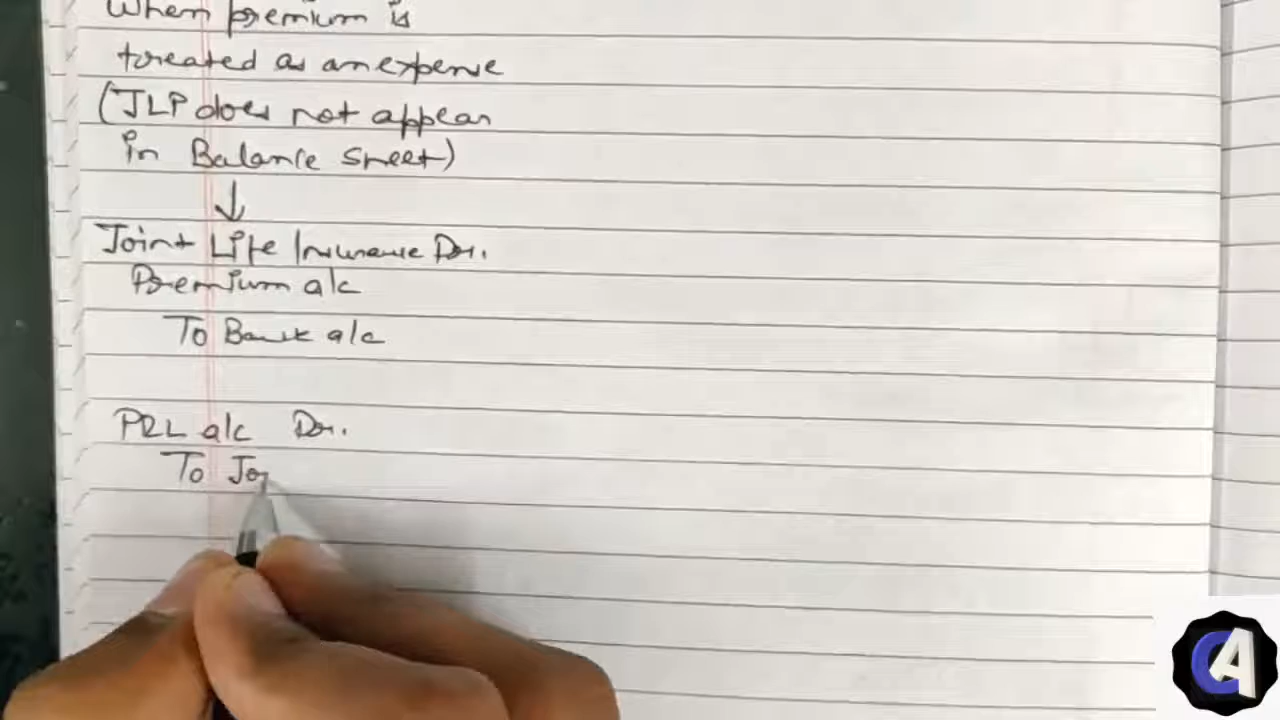 When premium is
treated as an expense
(JLP does not appear
in Balance sheet)
↓
Joint Life Insurance Dr.
Premium a/c
To Bank a/c
P&L a/c Dr.
To Jo
CA